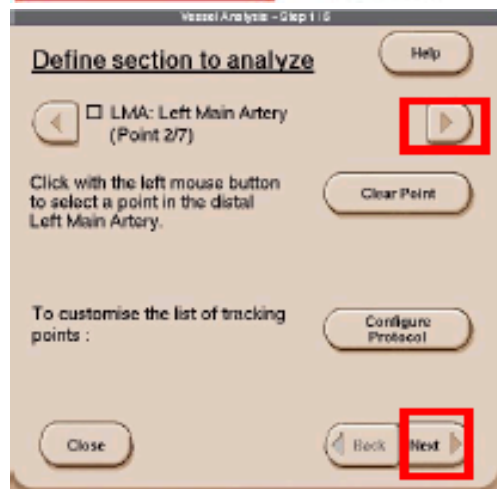 Vessel Analysis - Step 1 | 6
Define section to analyze
Help
LMA: Left Main Artery
(Point 2/7)
Click with the left mouse button
to select a point in the distal
Left Main Artery.
Clear Point
To customise the list of tracking
points :
Configure
Protocol
Close
Back
Next